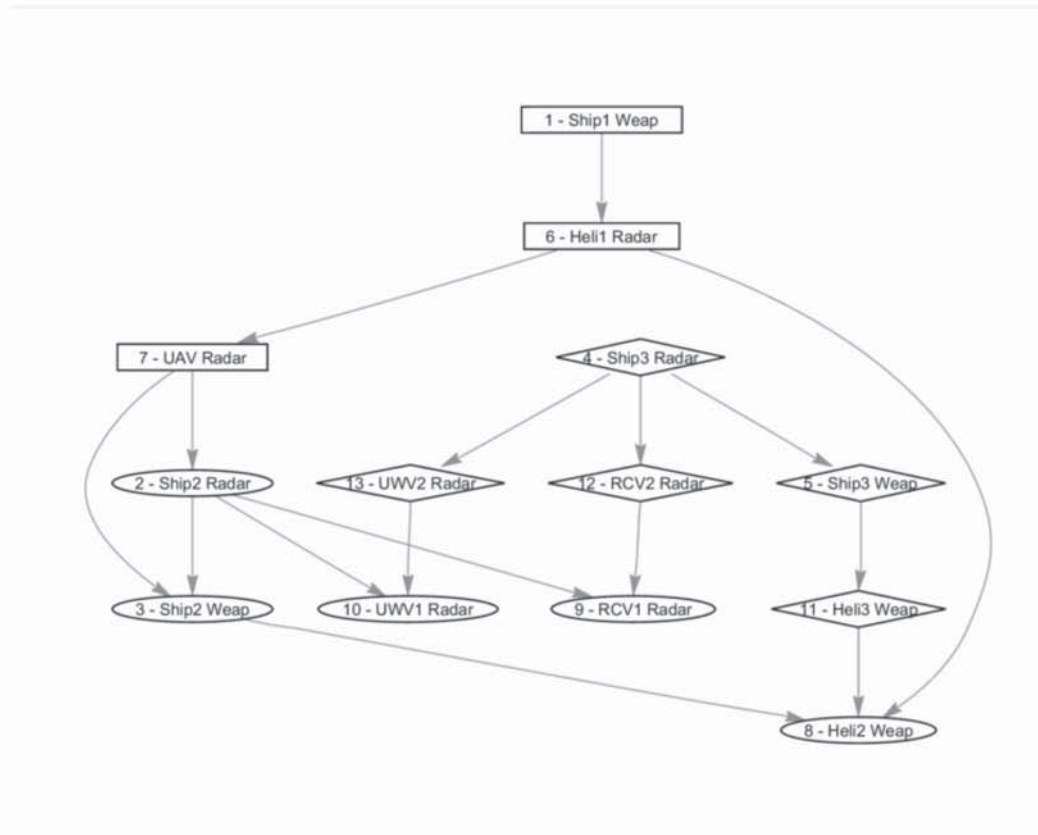 1 - Ship1 Weap
6 - Heli1 Radar
7 - UAV Radar
4 - Ship3 Radar
2 - Ship2 Radar
13 - UWV2 Radar
12 - RCV2 Radar
5 - Ship3 Weap
3 - Ship2 Weap
10 - UWV1 Radar
9 - RCV1 Radar
11 - Heli3 Weap
8 - Heli2 Weap